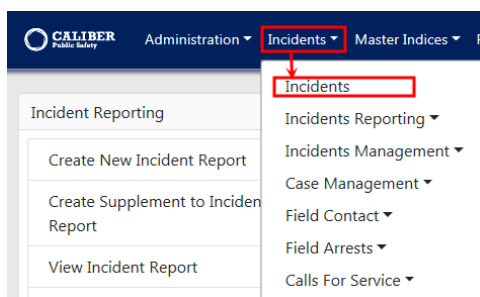 CALIBER
Public Safety
Administration
Incidents
Master Indices
Incidents
Incident Reporting
Incidents Reporting
Create New Incident Report
Incidents Management
Create Supplement to Inciden
Report
Case Management
Field Contact
View Incident Report
Field Arrests
Calls For Service